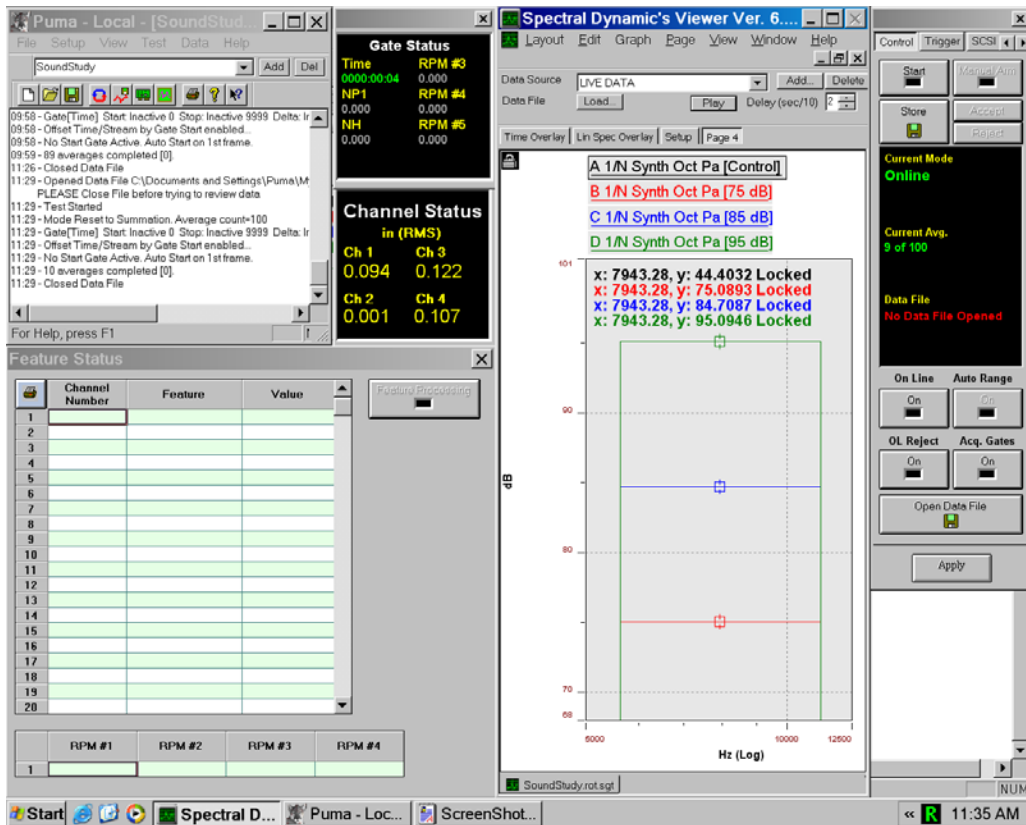 Puma - Local - [SoundStudy
File Setup View Test Data Help
SoundStudy
Add Del
09:58 - Gate[Time] Start: Inactive 0 Stop: Inactive 9999 Delta: Ir
09:58 - Offset Time/Stream by Gate Start enabled...
09:58 - No Start Gate Active. Auto Start on 1st frame.
09:59 - 89 averages completed [0].
11:26 - Closed Data File
11:29 - Opened Data File C:\Documents and Settings\Puma\My
PLEASE Close File before trying to review data
11:29 - Test Started
11:29 - Mode Reset to Summation. Average count=100
11:29 - Gate[Time] Start: Inactive 0 Stop: Inactive 9999 Delta: Ir
11:29 - Offset Time/Stream by Gate Start enabled...
11:29 - No Start Gate Active. Auto Start on 1st frame.
11:29 - 10 averages completed [0].
11:29 - Closed Data File
For Help, press F1
Gate Status
Time RPM #3
0000:00:04 0.000
NP1 RPM #4
0.000 0.000
NH RPM #5
0.000 0.000
Channel Status
in (RMS)
Ch 1 Ch 3
0.094 0.122
Ch 2 Ch 4
0.001 0.107
Feature Status
Channel Number Feature Value
Feature Processing
1
2
3
4
5
6
7
8
9
10
11
12
13
14
15
16
17
18
19
20
RPM #1 RPM #2 RPM #3 RPM #4
1
Spectral Dynamic's Viewer Ver. 6....
Layout Edit Graph Page View Window Help
Data Source LIVE DATA Add... Delete
Data File Load... Play Delay (sec/10) 2
Time Overlay Lin Spec Overlay Setup Page 4
A 1/N Synth Oct Pa [Control]
B 1/N Synth Oct Pa [75 dB]
C 1/N Synth Oct Pa [85 dB]
D 1/N Synth Oct Pa [95 dB]
x: 7943.28, y: 44.4032 Locked
x: 7943.28, y: 75.0893 Locked
x: 7943.28, y: 84.7087 Locked
x: 7943.28, y: 95.0946 Locked
101
90
80
70
68
dB
5000 10000 12500
Hz (Log)
SoundStudy.rot.sgt
Control Trigger SCSI
Start Manual Arm
Store Accept
Reject
Current Mode
Online
Current Avg.
9 of 100
Data File
No Data File Opened
On Line Auto Range
On On
OL Reject Acq. Gates
On On
Open Data File
Apply
NUM
Start Spectral D... Puma - Loc... ScreenShot... « R 11:35 AM